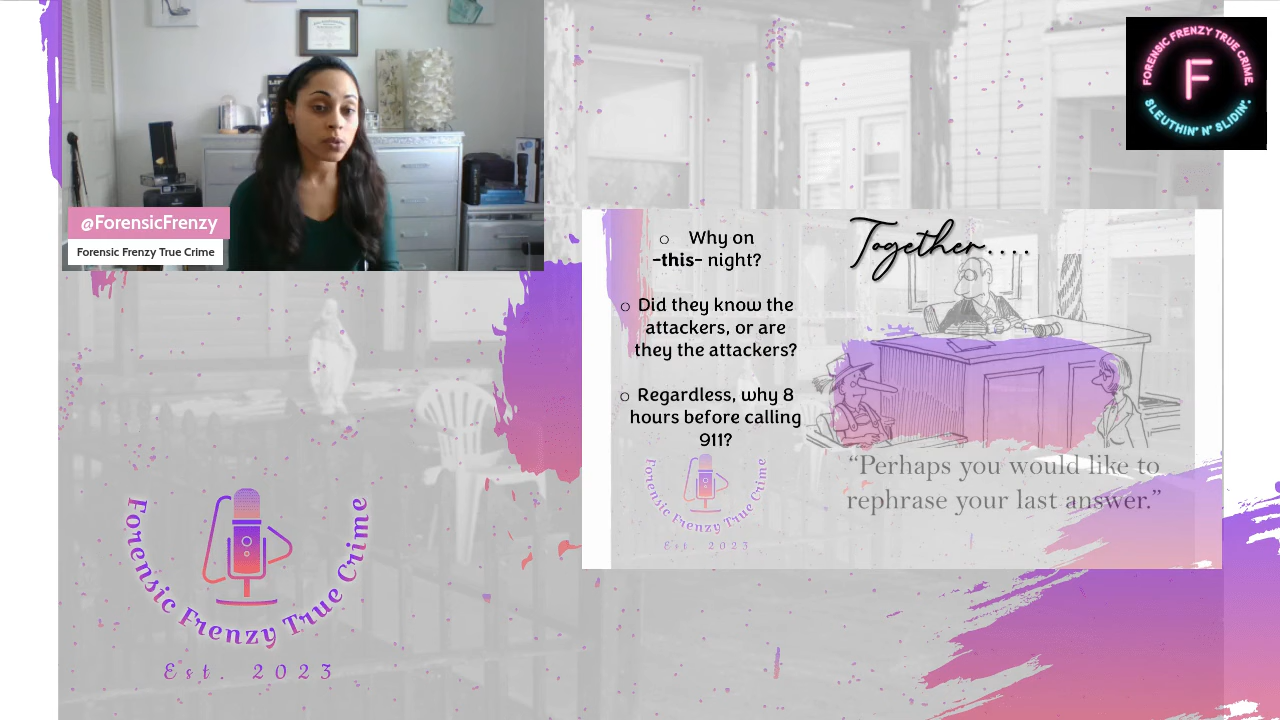 @ForensicFrenzy
Forensic Frenzy True Crime
FORENSIC FRENZY TRUE CRIME.
F
SLEUTHIN' N' SLIDIN'.
Together....
Why on
-this- night?
Did they know the
attackers, or are
they the attackers?
Regardless, why 8
hours before calling
911?
Forensic Frenzy True Crime
Est. 2023
“Perhaps you would like to
rephrase your last answer.”
Forensic Frenzy True Crime
Est. 2023